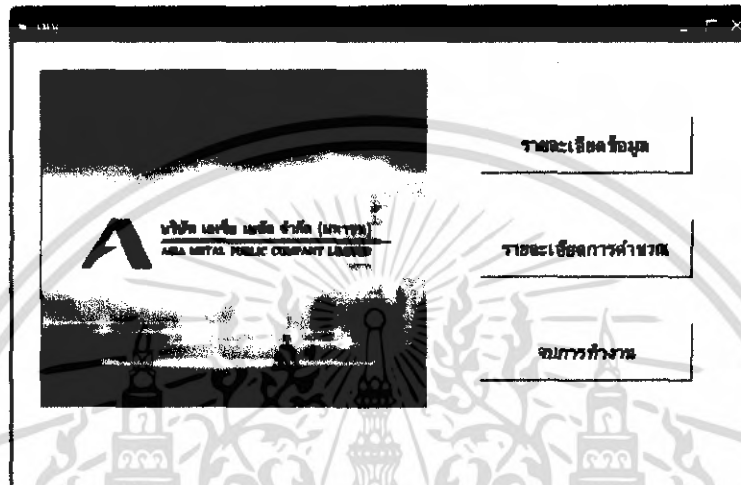 เมนู
รายละเอียดข้อมูล
บริษัท เอเซีย เมทัล จำกัด (มหาชน)
ASIA METAL PUBLIC COMPANY LIMITED
รายละเอียดการคำนวณ
จบการทำงาน